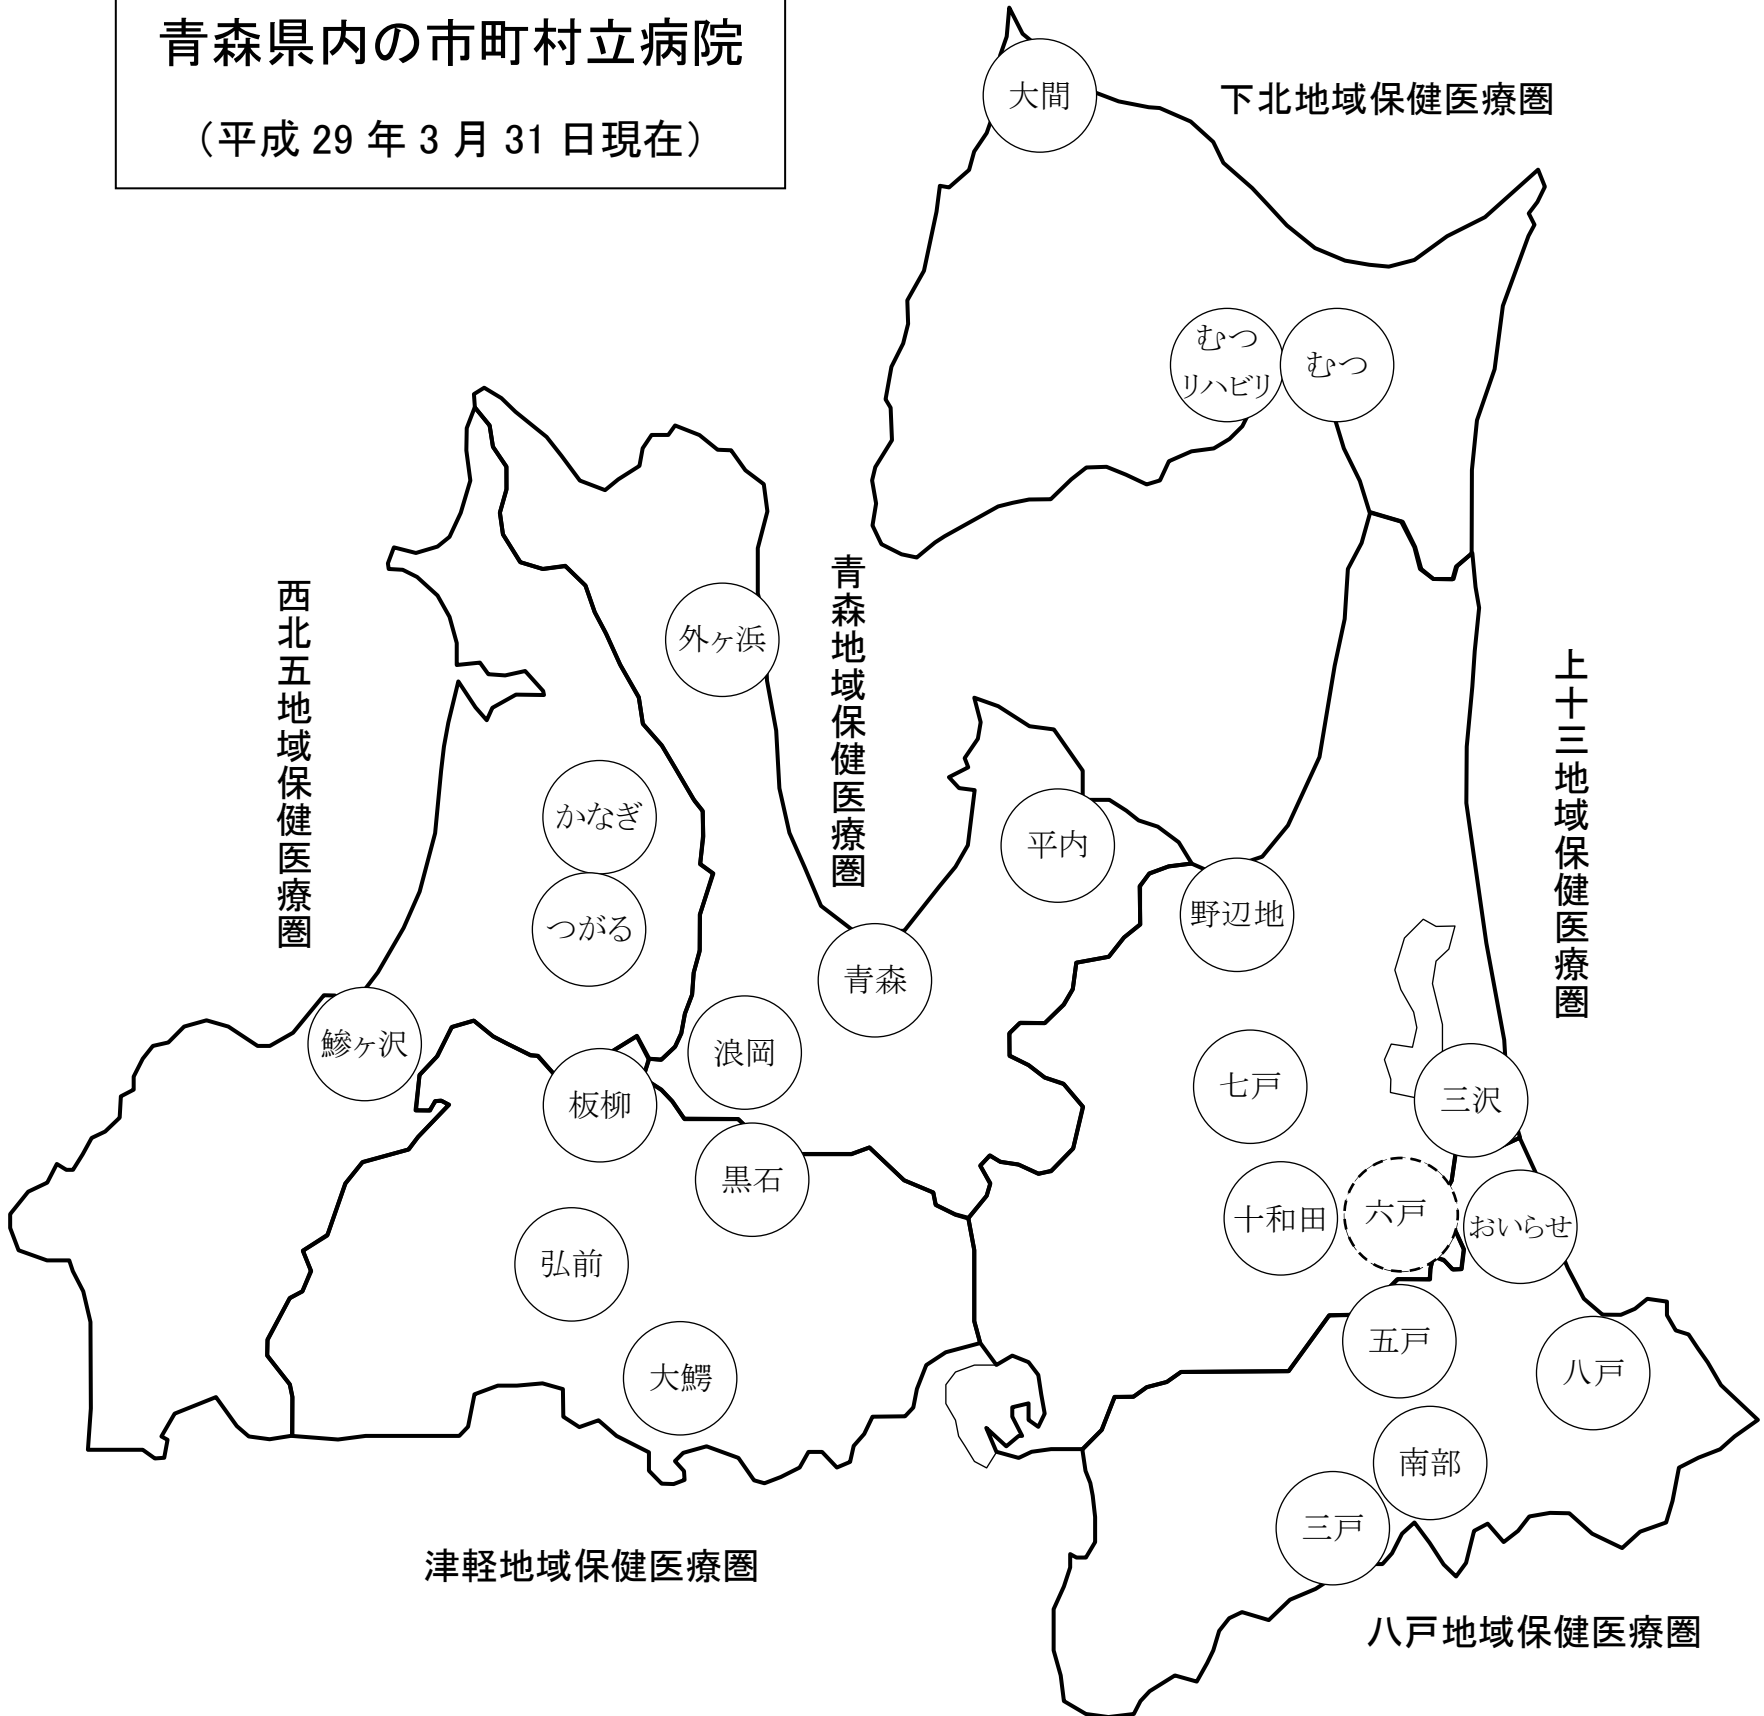 青森県内の市町村立病院
（平成 29 年 3 月 31 日現在）
大間
下北地域保健医療圏
むつ
リハビリ
むつ
西北五地域保健医療圏
青森地域保健医療圏
外ヶ浜
上十三地域保健医療圏
かなぎ
平内
つがる
野辺地
青森
鰺ヶ沢
浪岡
板柳
七戸
三沢
黒石
十和田
六戸
おいらせ
弘前
五戸
大鰐
八戸
南部
三戸
津軽地域保健医療圏
八戸地域保健医療圏